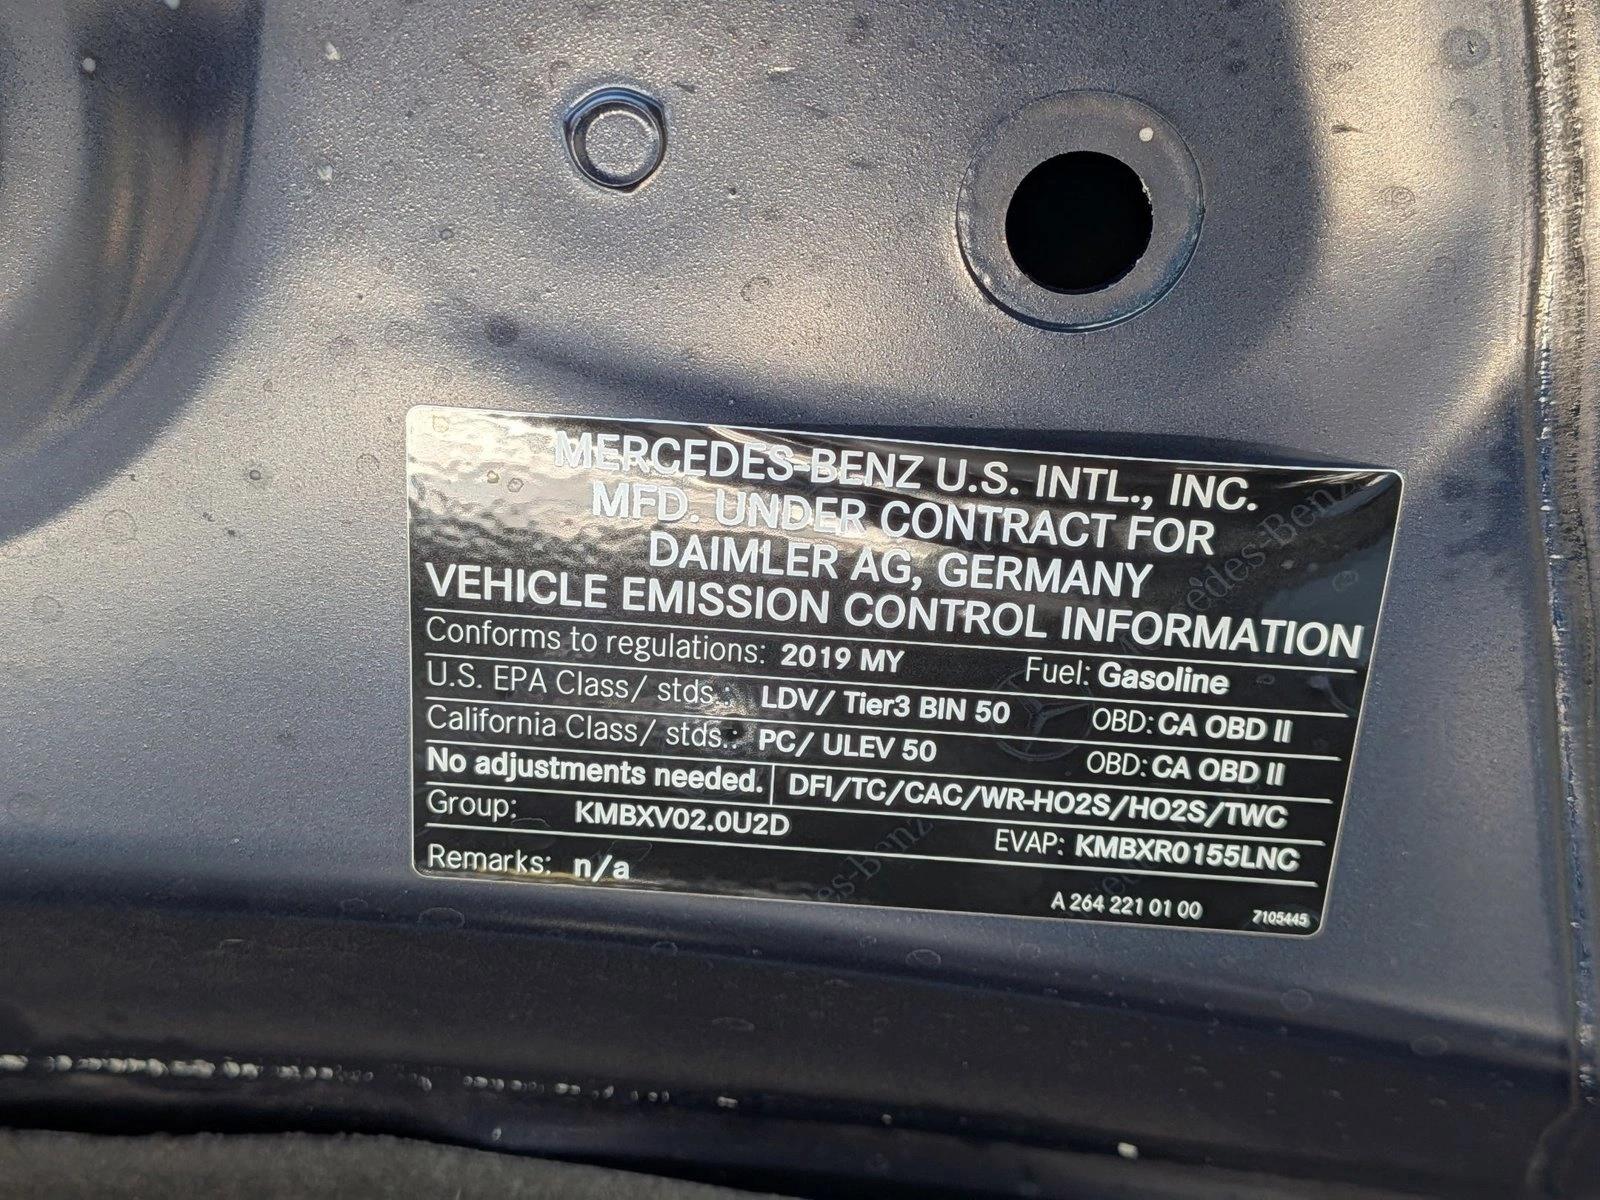 MERCEDES-BENZ U.S. INTL., INC.
MFD. UNDER CONTRACT FOR
DAIMLER AG, GERMANY
VEHICLE EMISSION CONTROL INFORMATION
Conforms to regulations: 2019 MY Fuel: Gasoline
U.S. EPA Class/ stds.: LDV/ Tier3 BIN 50 OBD: CA OBD II
California Class/ stds.: PC/ ULEV 50 OBD: CA OBD II
No adjustments needed. DFI/TC/CAC/WR-HO2S/HO2S/TWC
Group: KMBXV02.0U2D EVAP: KMBXR0155LNC
Remarks: n/a
A 264 221 01 00 7105445